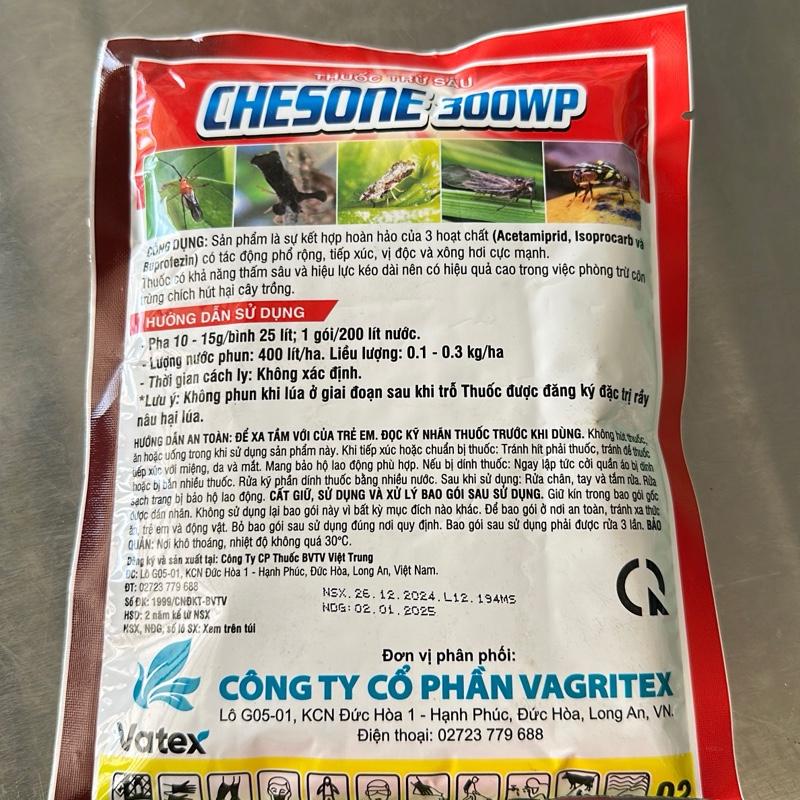 THUỐC TRỪ SÂU
CHESONE 300WP
CÔNG DỤNG: Sản phẩm là sự kết hợp hoàn hảo của 3 hoạt chất (Acetamiprid, Isoprocarb và
Buprofezin) có tác động phổ rộng, tiếp xúc, vị độc và xông hơi cực mạnh.
Thuốc có khả năng thấm sâu và hiệu lực kéo dài nên có hiệu quả cao trong việc phòng trừ côn
trùng chích hút hại cây trồng.
HƯỚNG DẪN SỬ DỤNG
- Pha 10 - 15g/bình 25 lít; 1 gói/200 lít nước.
- Lượng nước phun: 400 lít/ha. Liều lượng: 0.1 - 0.3 kg/ha
- Thời gian cách ly: Không xác định.
*Lưu ý: Không phun khi lúa ở giai đoạn sau khi trỗ Thuốc được đăng ký đặc trị rầy
nâu hại lúa.
HƯỚNG DẪN AN TOÀN: ĐỂ XA TẦM VỚI CỦA TRẺ EM. ĐỌC KỸ NHÃN THUỐC TRƯỚC KHI DÙNG. Không hút thuốc,
ăn hoặc uống trong khi sử dụng sản phẩm này. Khi tiếp xúc hoặc chuẩn bị thuốc: Tránh hít phải thuốc, tránh để thuốc
tiếp xúc với miệng, da và mắt. Mang bảo hộ lao động phù hợp. Nếu bị dính thuốc: Ngay lập tức cởi quần áo bị dính
hoặc bị bắn nhiều thuốc. Rửa kỹ phần dính thuốc bằng nhiều nước. Sau khi sử dụng: Rửa chân, tay và tắm rửa. Rửa
sạch trang bị bảo hộ lao động. CẤT GIỮ, SỬ DỤNG VÀ XỬ LÝ BAO GÓI SAU SỬ DỤNG. Giữ kín trong bao gói gốc
được dán nhãn. Không sử dụng lại bao gói này vì bất kỳ mục đích nào khác. Để bao gói ở nơi an toàn, tránh xa thức
ăn, trẻ em và động vật. Bỏ bao gói sau sử dụng đúng nơi quy định. Bao gói sau sử dụng phải được rửa 3 lần. BẢO
QUẢN: Nơi khô thoáng, nhiệt độ không quá 30°C.
Đăng ký và sản xuất tại: Công Ty CP Thuốc BVTV Việt Trung
ĐC: Lô G05-01, KCN Đức Hòa 1 - Hạnh Phúc, Đức Hòa, Long An, Việt Nam.
ĐT: 02723 779 688
Số ĐK: 1999/CNĐKT-BVTV
HSD: 2 năm kể từ NSX
NSX, NĐG, số lô SX: Xem trên túi
NSX. 26. 12. 2024. L12. 194MS
NDG: 02. 01. 2025
Đơn vị phân phối:
CÔNG TY CỔ PHẦN VAGRITEX
Lô G05-01, KCN Đức Hòa 1 - Hạnh Phúc, Đức Hòa, Long An, VN.
Điện thoại: 02723 779 688
Vatex